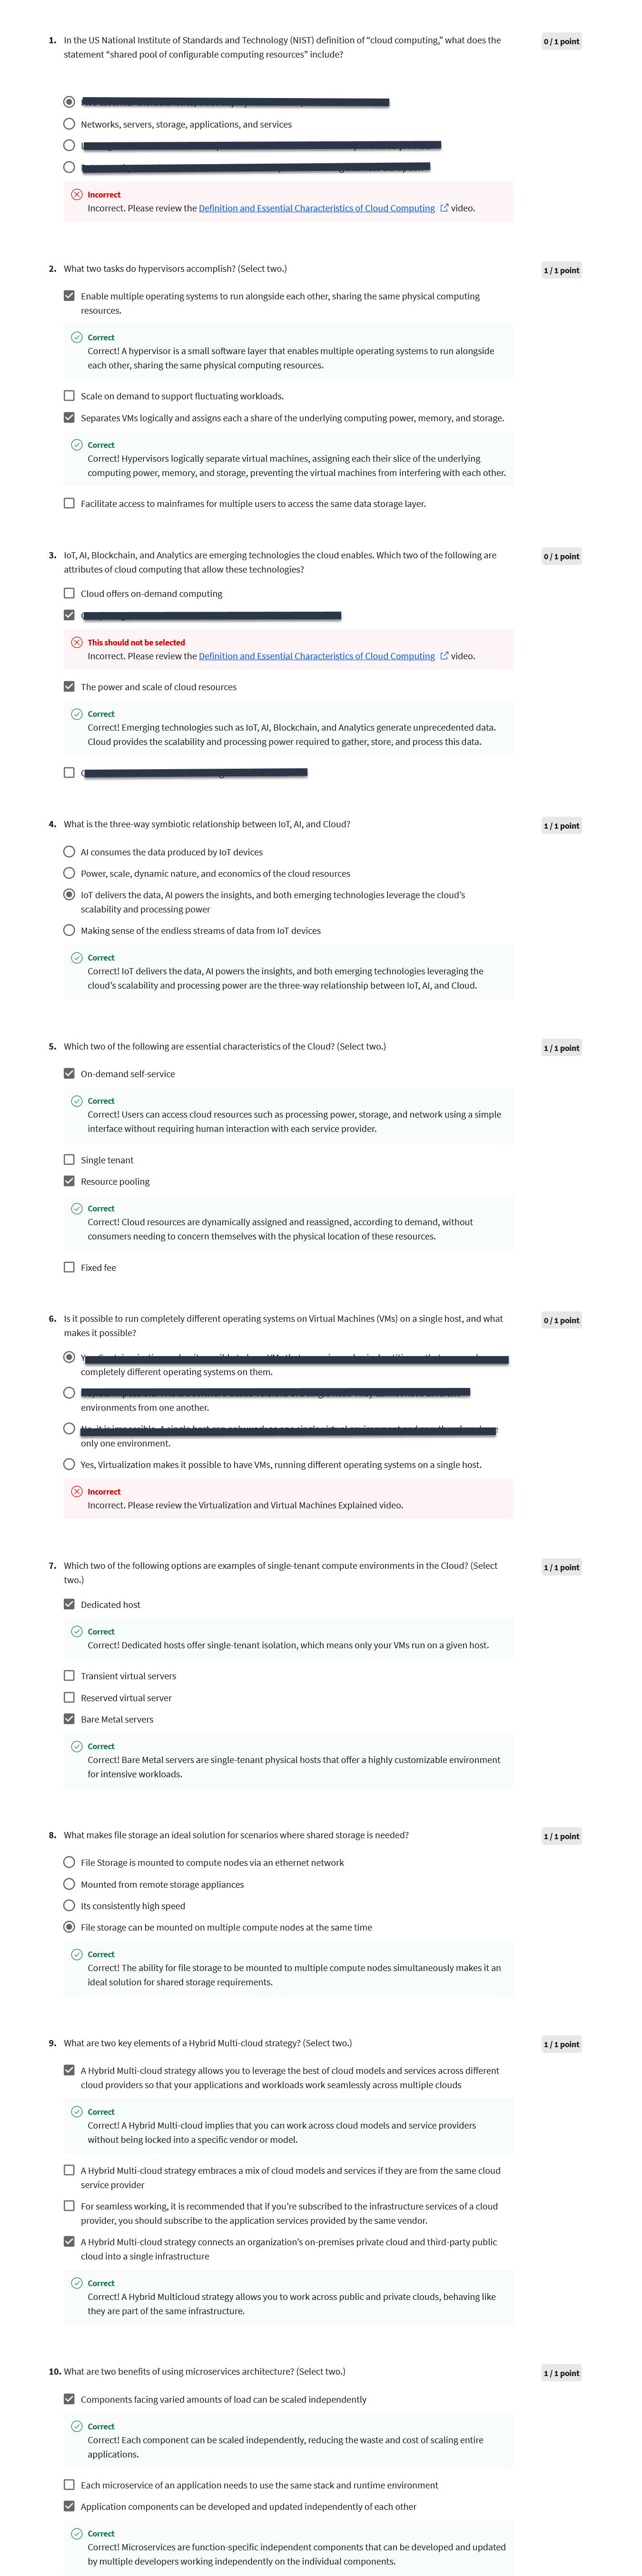 1. In the US National Institute of Standards and Technology (NIST) definition of “cloud computing,” what does the
statement “shared pool of configurable computing resources” include?
0 / 1 point
Networks, servers, storage, applications, and services
Incorrect
Incorrect. Please review the Definition and Essential Characteristics of Cloud Computing video.
2. What two tasks do hypervisors accomplish? (Select two.)
1 / 1 point
Enable multiple operating systems to run alongside each other, sharing the same physical computing
resources.
Correct
Correct! A hypervisor is a small software layer that enables multiple operating systems to run alongside
each other, sharing the same physical computing resources.
Scale on demand to support fluctuating workloads.
Separates VMs logically and assigns each a share of the underlying computing power, memory, and storage.
Correct
Correct! Hypervisors logically separate virtual machines, assigning each their slice of the underlying
computing power, memory, and storage, preventing the virtual machines from interfering with each other.
Facilitate access to mainframes for multiple users to access the same data storage layer.
3. IoT, AI, Blockchain, and Analytics are emerging technologies the cloud enables. Which two of the following are
attributes of cloud computing that allow these technologies?
0 / 1 point
Cloud offers on-demand computing
This should not be selected
Incorrect. Please review the Definition and Essential Characteristics of Cloud Computing video.
The power and scale of cloud resources
Correct
Correct! Emerging technologies such as IoT, AI, Blockchain, and Analytics generate unprecedented data.
Cloud provides the scalability and processing power required to gather, store, and process this data.
4. What is the three-way symbiotic relationship between IoT, AI, and Cloud?
1 / 1 point
AI consumes the data produced by IoT devices
Power, scale, dynamic nature, and economics of the cloud resources
IoT delivers the data, AI powers the insights, and both emerging technologies leverage the cloud’s
scalability and processing power
Making sense of the endless streams of data from IoT devices
Correct
Correct! IoT delivers the data, AI powers the insights, and both emerging technologies leveraging the
cloud’s scalability and processing power are the three-way relationship between IoT, AI, and Cloud.
5. Which two of the following are essential characteristics of the Cloud? (Select two.)
1 / 1 point
On-demand self-service
Correct
Correct! Users can access cloud resources such as processing power, storage, and network using a simple
interface without requiring human interaction with each service provider.
Single tenant
Resource pooling
Correct
Correct! Cloud resources are dynamically assigned and reassigned, according to demand, without
consumers needing to concern themselves with the physical location of these resources.
Fixed fee
6. Is it possible to run completely different operating systems on Virtual Machines (VMs) on a single host, and what
makes it possible?
0 / 1 point
completely different operating systems on them.
environments from one another.
only one environment.
Yes, Virtualization makes it possible to have VMs, running different operating systems on a single host.
Incorrect
Incorrect. Please review the Virtualization and Virtual Machines Explained video.
7. Which two of the following options are examples of single-tenant compute environments in the Cloud? (Select
two.)
1 / 1 point
Dedicated host
Correct
Correct! Dedicated hosts offer single-tenant isolation, which means only your VMs run on a given host.
Transient virtual servers
Reserved virtual server
Bare Metal servers
Correct
Correct! Bare Metal servers are single-tenant physical hosts that offer a highly customizable environment
for intensive workloads.
8. What makes file storage an ideal solution for scenarios where shared storage is needed?
1 / 1 point
File Storage is mounted to compute nodes via an ethernet network
Mounted from remote storage appliances
Its consistently high speed
File storage can be mounted on multiple compute nodes at the same time
Correct
Correct! The ability for file storage to be mounted to multiple compute nodes simultaneously makes it an
ideal solution for shared storage requirements.
9. What are two key elements of a Hybrid Multi-cloud strategy? (Select two.)
1 / 1 point
A Hybrid Multi-cloud strategy allows you to leverage the best of cloud models and services across different
cloud providers so that your applications and workloads work seamlessly across multiple clouds
Correct
Correct! A Hybrid Multi-cloud implies that you can work across cloud models and service providers
without being locked into a specific vendor or model.
A Hybrid Multi-cloud strategy embraces a mix of cloud models and services if they are from the same cloud
service provider
For seamless working, it is recommended that if you’re subscribed to the infrastructure services of a cloud
provider, you should subscribe to the application services provided by the same vendor.
A Hybrid Multi-cloud strategy connects an organization’s on-premises private cloud and third-party public
cloud into a single infrastructure
Correct
Correct! A Hybrid Multicloud strategy allows you to work across public and private clouds, behaving like
they are part of the same infrastructure.
10. What are two benefits of using microservices architecture? (Select two.)
1 / 1 point
Components facing varied amounts of load can be scaled independently
Correct
Correct! Each component can be scaled independently, reducing the waste and cost of scaling entire
applications.
Each microservice of an application needs to use the same stack and runtime environment
Application components can be developed and updated independently of each other
Correct
Correct! Microservices are function-specific independent components that can be developed and updated
by multiple developers working independently on the individual components.